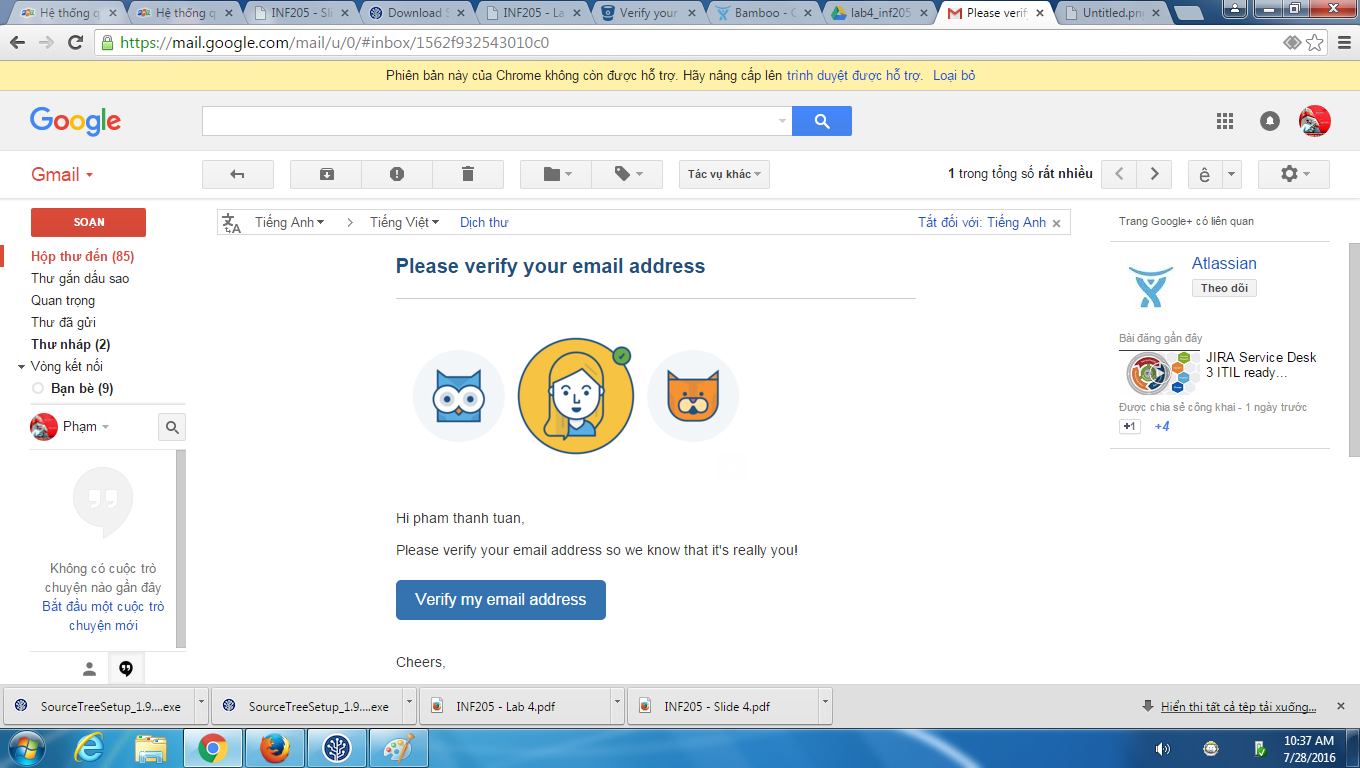 Hệ thống q
Hệ thống q
INF205 - Sli
Download S
INF205 - La
Verify your
Bamboo - C
lab4_inf205
Please verify
Untitled.png
https://mail.google.com/mail/u/0/#inbox/1562f932543010c0
Phiên bản này của Chrome không còn được hỗ trợ. Hãy nâng cấp lên trình duyệt được hỗ trợ. Loại bỏ
Google
Gmail
Tác vụ khác
1 trong tổng số rất nhiều
ê
SOẠN
Hộp thư đến (85)
Thư gắn dấu sao
Quan trọng
Thư đã gửi
Thư nháp (2)
Vòng kết nối
Bạn bè (9)
Phạm
Không có cuộc trò
chuyện nào gần đây
Bắt đầu một cuộc trò
chuyện mới
Tiếng Anh > Tiếng Việt Dịch thư
Tắt đối với: Tiếng Anh
Please verify your email address
Hi pham thanh tuan,
Please verify your email address so we know that it's really you!
Verify my email address
Cheers,
Trang Google+ có liên quan
Atlassian
Theo dõi
Bài đăng gần đây
JIRA Service Desk
3 ITIL ready...
Được chia sẻ công khai - 1 ngày trước
+1 +4
SourceTreeSetup_1.9....exe
SourceTreeSetup_1.9....exe
INF205 - Lab 4.pdf
INF205 - Slide 4.pdf
Hiển thị tất cả tệp tải xuống...
10:37 AM
7/28/2016